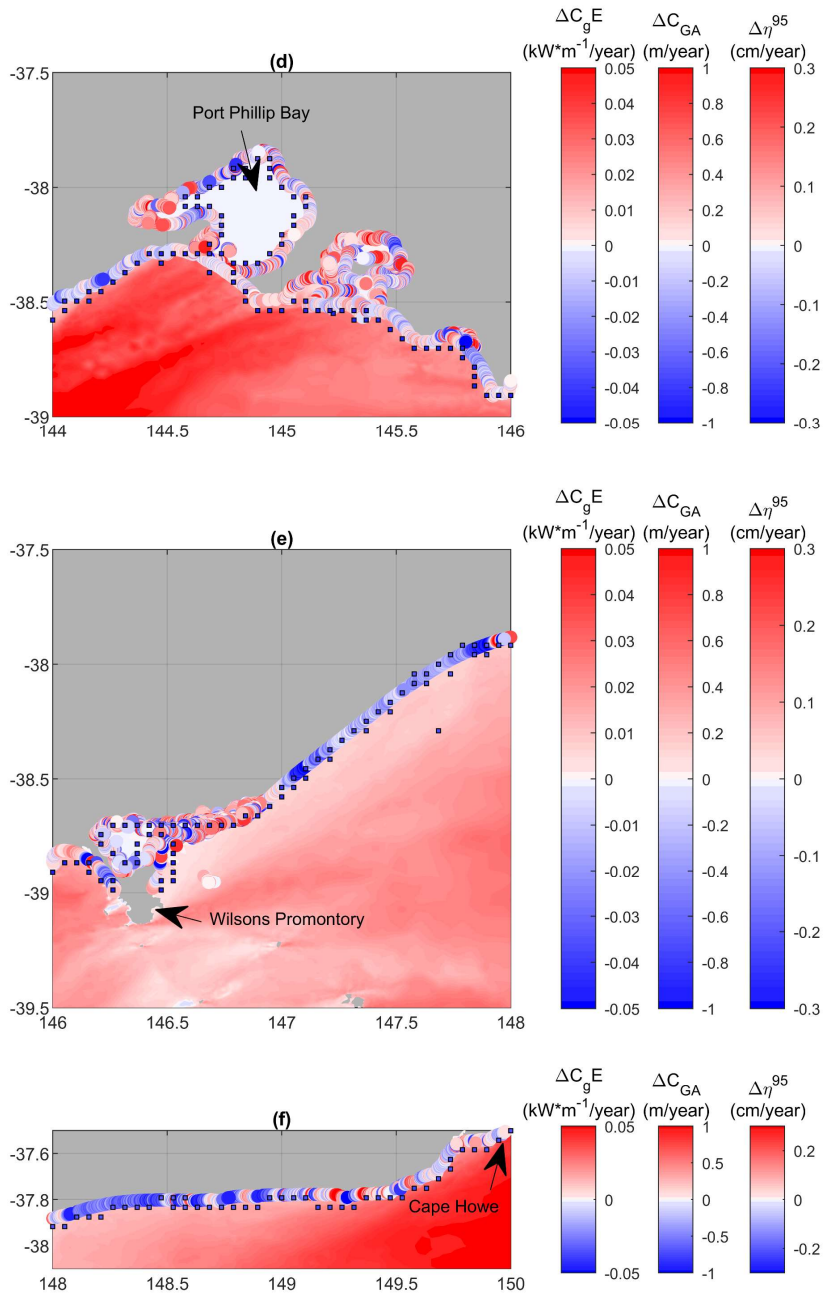 ΔC_gE ΔC_GA Δη^95
(kW*m^-1/year) (m/year) (cm/year)
(d)
-37.5
-38
-38.5
-39
144 144.5 145 145.5 146
Port Phillip Bay
0.05 1 0.3
0.04 0.8
0.03 0.6 0.2
0.02 0.4 0.1
0.01 0.2
0 0 0
-0.01 -0.2
-0.02 -0.4 -0.1
-0.03 -0.6 -0.2
-0.04 -0.8
-0.05 -1 -0.3
ΔC_gE ΔC_GA Δη^95
(kW*m^-1/year) (m/year) (cm/year)
(e)
-37.5
-38
-38.5
-39
-39.5
146 146.5 147 147.5 148
Wilsons Promontory
0.05 1 0.3
0.04 0.8
0.03 0.6 0.2
0.02 0.4 0.1
0.01 0.2
0 0 0
-0.01 -0.2
-0.02 -0.4 -0.1
-0.03 -0.6 -0.2
-0.04 -0.8
-0.05 -1 -0.3
ΔC_gE ΔC_GA Δη^95
(kW*m^-1/year) (m/year) (cm/year)
(f)
-37.6
-37.8
-38
148 148.5 149 149.5 150
Cape Howe
0.05 1
0.5 0.2
0 0 0
-0.5 -0.2
-0.05 -1